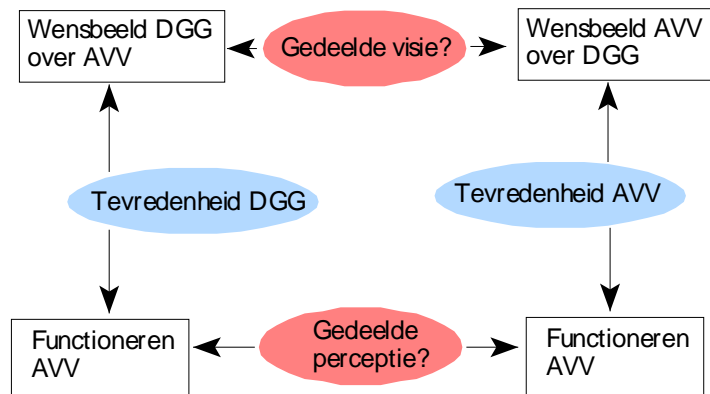 Wensbeeld DGG
over AVV
Gedeelde visie?
Wensbeeld AVV
over DGG
Tevredenheid DGG
Tevredenheid AVV
Functioneren
AVV
Gedeelde
perceptie?
Functioneren
AVV